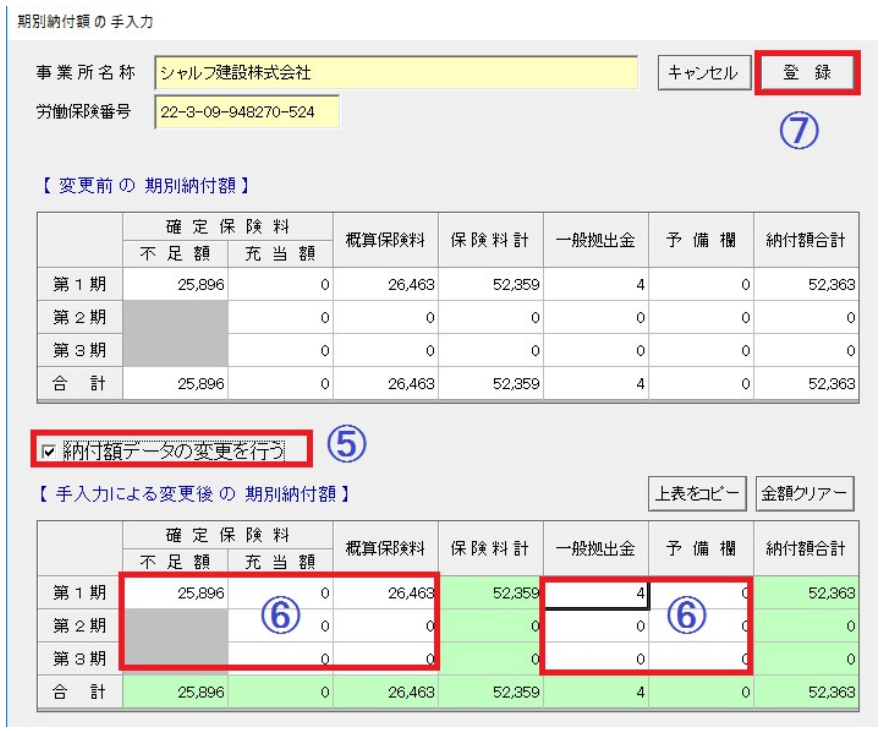 期別納付額 の 手入力
事 業 所 名 称 シャルフ建設株式会社 キャンセル 登 録
労働保険番号 22-3-09-948270-524
⑦
【 変更前 の 期別納付額 】
確 定 保 険 料 概算保険料 保 険 料 計 一般拠出金 予 備 欄 納付額合計
不 足 額 充 当 額
第 1 期 25,896 0 26,463 52,359 4 0 52,363
第 2 期 0 0 0 0 0 0
第 3 期 0 0 0 0 0 0
合 計 25,896 0 26,463 52,359 4 0 52,363
納付額データの変更を行う ⑤
【 手入力による変更後 の 期別納付額 】 上表をコピー 金額クリアー
確 定 保 険 料 概算保険料 保 険 料 計 一般拠出金 予 備 欄 納付額合計
不 足 額 充 当 額
第 1 期 25,896 0 26,463 52,359 4 0 52,363
⑥ ⑥
第 2 期 0 0 0 0 0 0
第 3 期 0 0 0 0 0 0
合 計 25,896 0 26,463 52,359 4 0 52,363